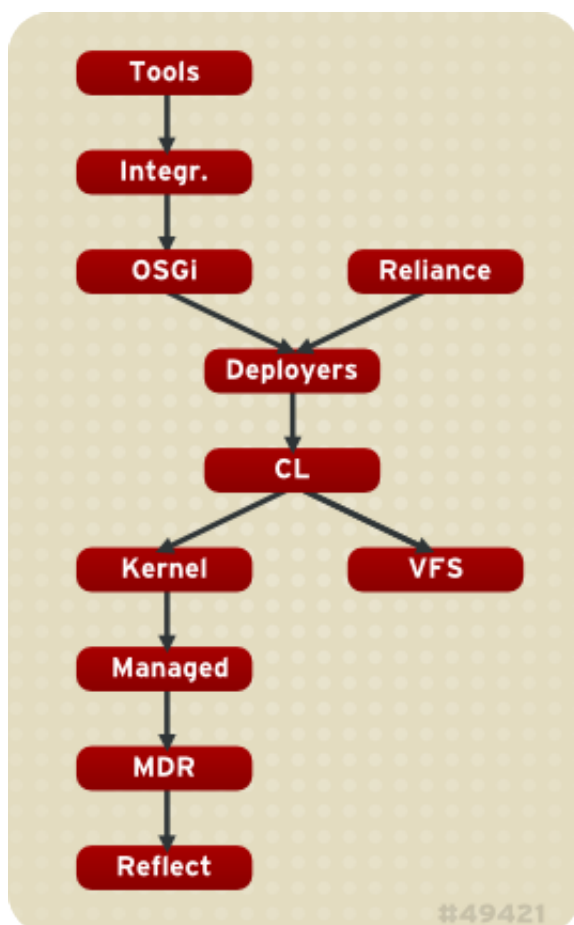 Tools
Integr.
OSGi
Reliance
Deployers
CL
Kernel
VFS
Managed
MDR
Reflect
#49421